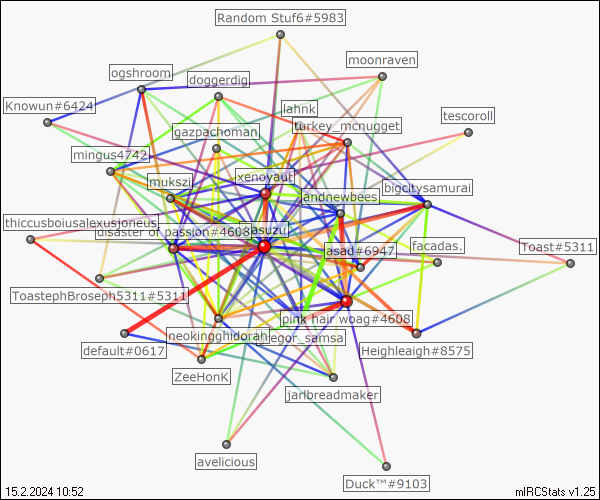 Random Stuf6#5983
moonraven
ogshroom
doggerdig
Knowun#6424
lahnk
tescoroll
turkey_mcnugget
gazpachoman
mingus4742
xenoyaut
mukszi
bigcitysamurai
andnewbees
thiccusboiusalexusjoneus
disaster of passion#4608
asuzu
asad#6947
facadas.
Toast#5311
ToastephBroseph5311#5311
pink hair woag#4608
neokingghidorah
gregor_samsa
default#0617
Heighleaigh#8575
ZeeHonK
jarlbreadmaker
avelicious
Duck™#9103
15.2.2024 10:52
mIRCStats v1.25